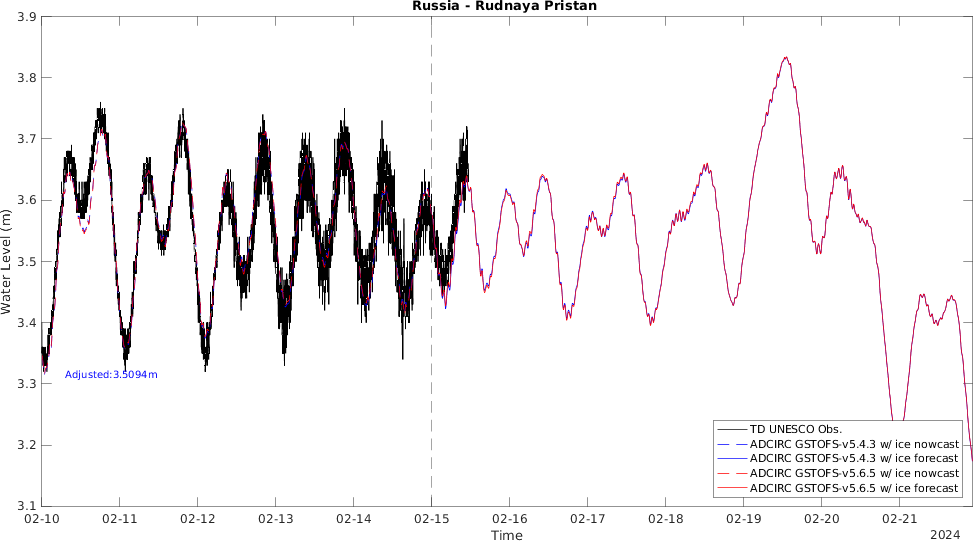 Russia - Rudnaya Pristan
3.9
3.8
3.7
3.6
3.5
3.4
3.3
3.2
3.1
Water Level (m)
Adjusted:3.5094m
TD UNESCO Obs.
ADCIRC GSTOFS-v5.4.3 w/ ice nowcast
ADCIRC GSTOFS-v5.4.3 w/ ice forecast
ADCIRC GSTOFS-v5.6.5 w/ ice nowcast
ADCIRC GSTOFS-v5.6.5 w/ ice forecast
02-10 02-11 02-12 02-13 02-14 02-15 02-16 02-17 02-18 02-19 02-20 02-21
Time
2024